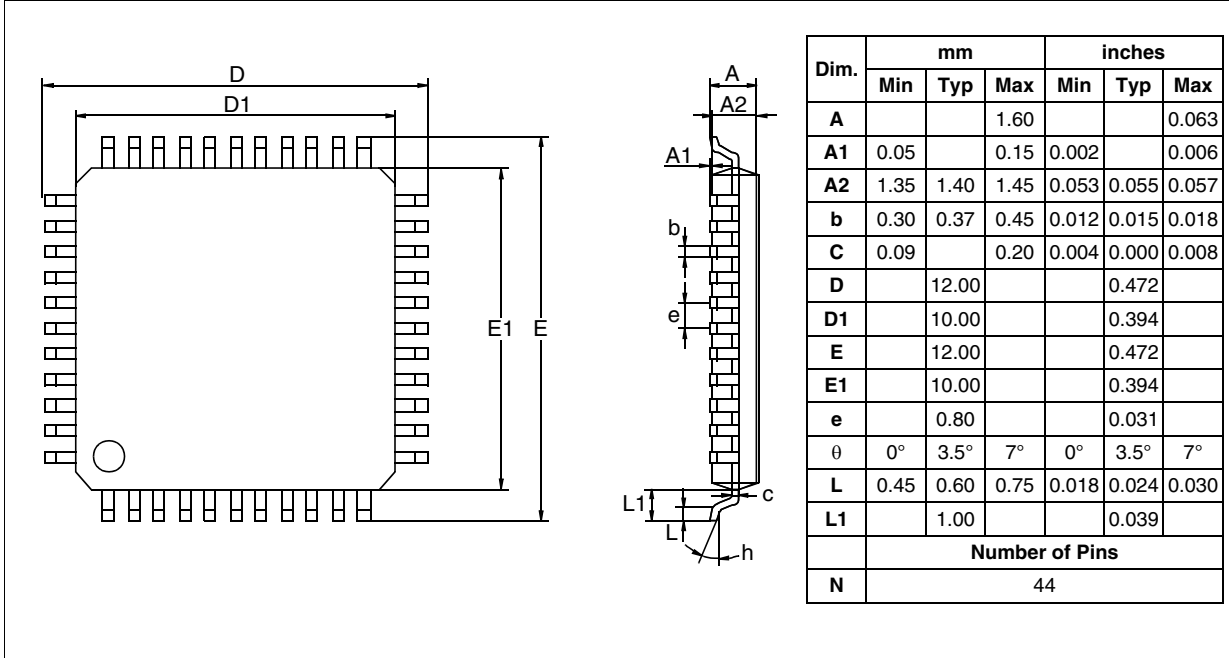 D
D1
E1
E
A
A2
A1
b
e
L1
L
c
h
Dim. mm inches
Min Typ Max Min Typ Max
A 1.60 0.063
A1 0.05 0.15 0.002 0.006
A2 1.35 1.40 1.45 0.053 0.055 0.057
b 0.30 0.37 0.45 0.012 0.015 0.018
C 0.09 0.20 0.004 0.000 0.008
D 12.00 0.472
D1 10.00 0.394
E 12.00 0.472
E1 10.00 0.394
e 0.80 0.031
θ 0° 3.5° 7° 0° 3.5° 7°
L 0.45 0.60 0.75 0.018 0.024 0.030
L1 1.00 0.039
Number of Pins
N 44